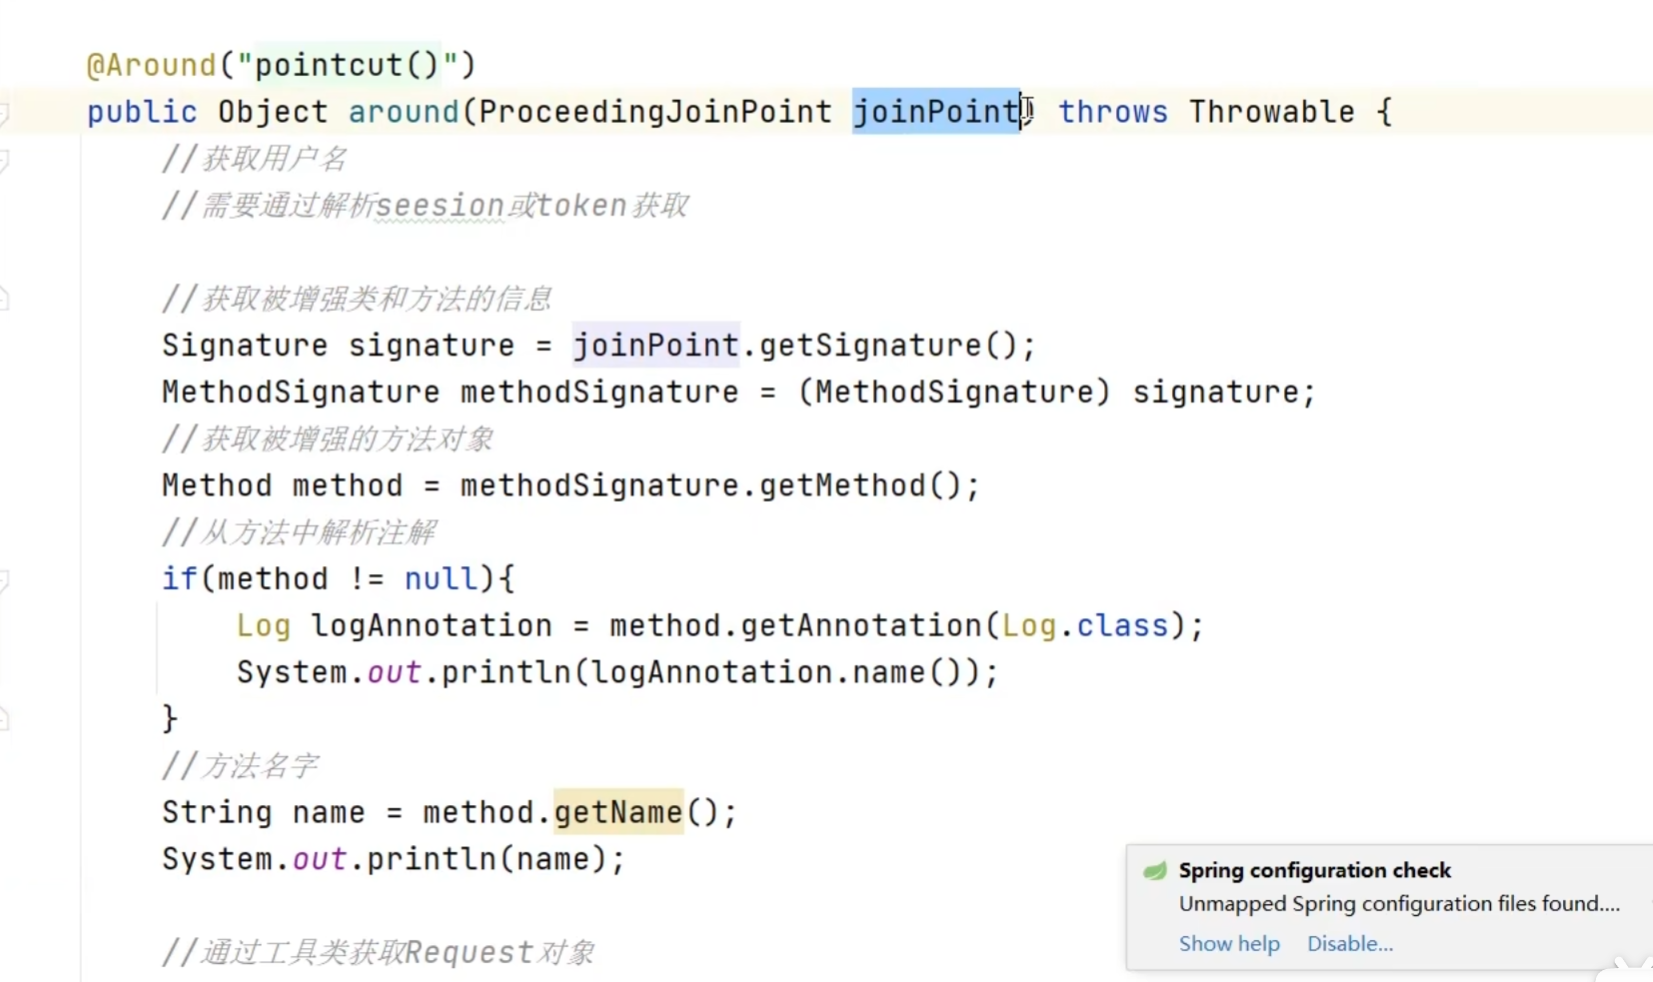 @Around("pointcut()")
public Object around(ProceedingJoinPoint joinPoint) throws Throwable {
//获取用户名
//需要通过解析seesion或token获取
//获取被增强类和方法的信息
Signature signature = joinPoint.getSignature();
MethodSignature methodSignature = (MethodSignature) signature;
//获取被增强的方法对象
Method method = methodSignature.getMethod();
//从方法中解析注解
if(method != null){
Log logAnnotation = method.getAnnotation(Log.class);
System.out.println(logAnnotation.name());
}
//方法名字
String name = method.getName();
System.out.println(name);
//通过工具类获取Request对象
Spring configuration check
Unmapped Spring configuration files found....
Show help Disable...